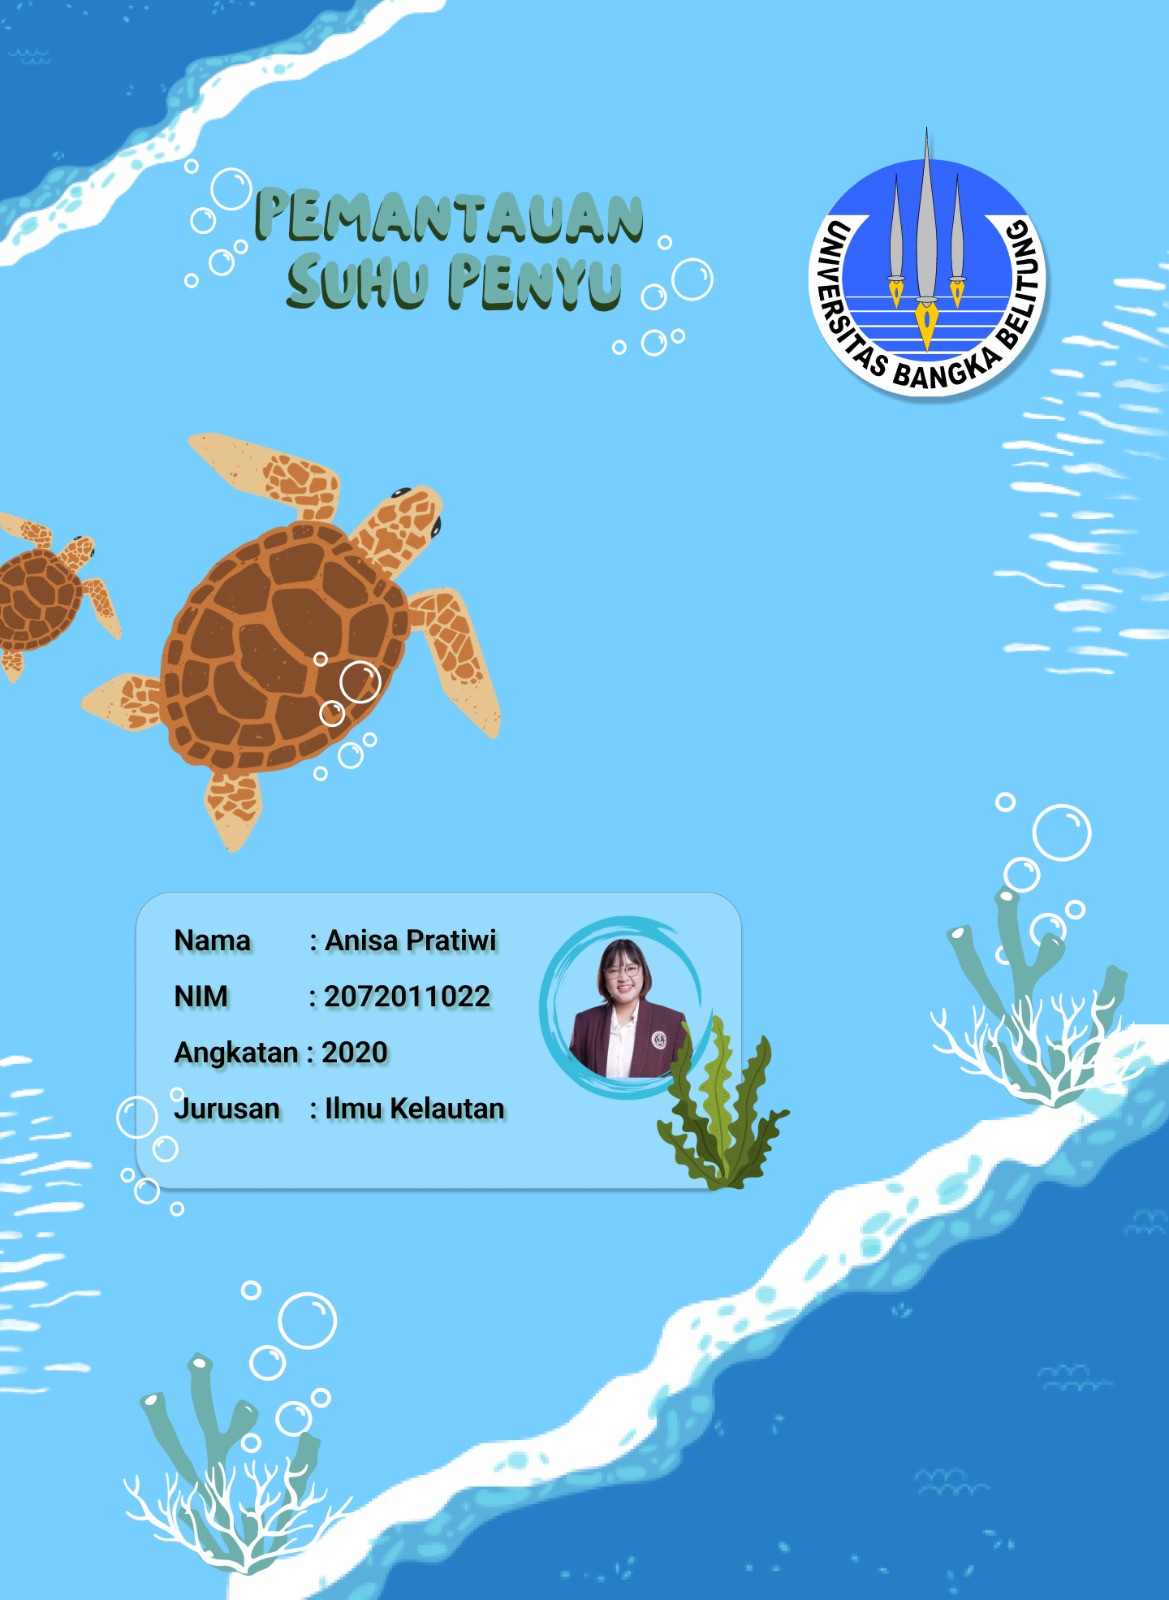 PEMANTAUAN
SUHU PENYU
UNIVERSITAS BANGKA BELITUNG
Nama : Anisa Pratiwi
NIM : 2072011022
Angkatan : 2020
Jurusan : Ilmu Kelautan